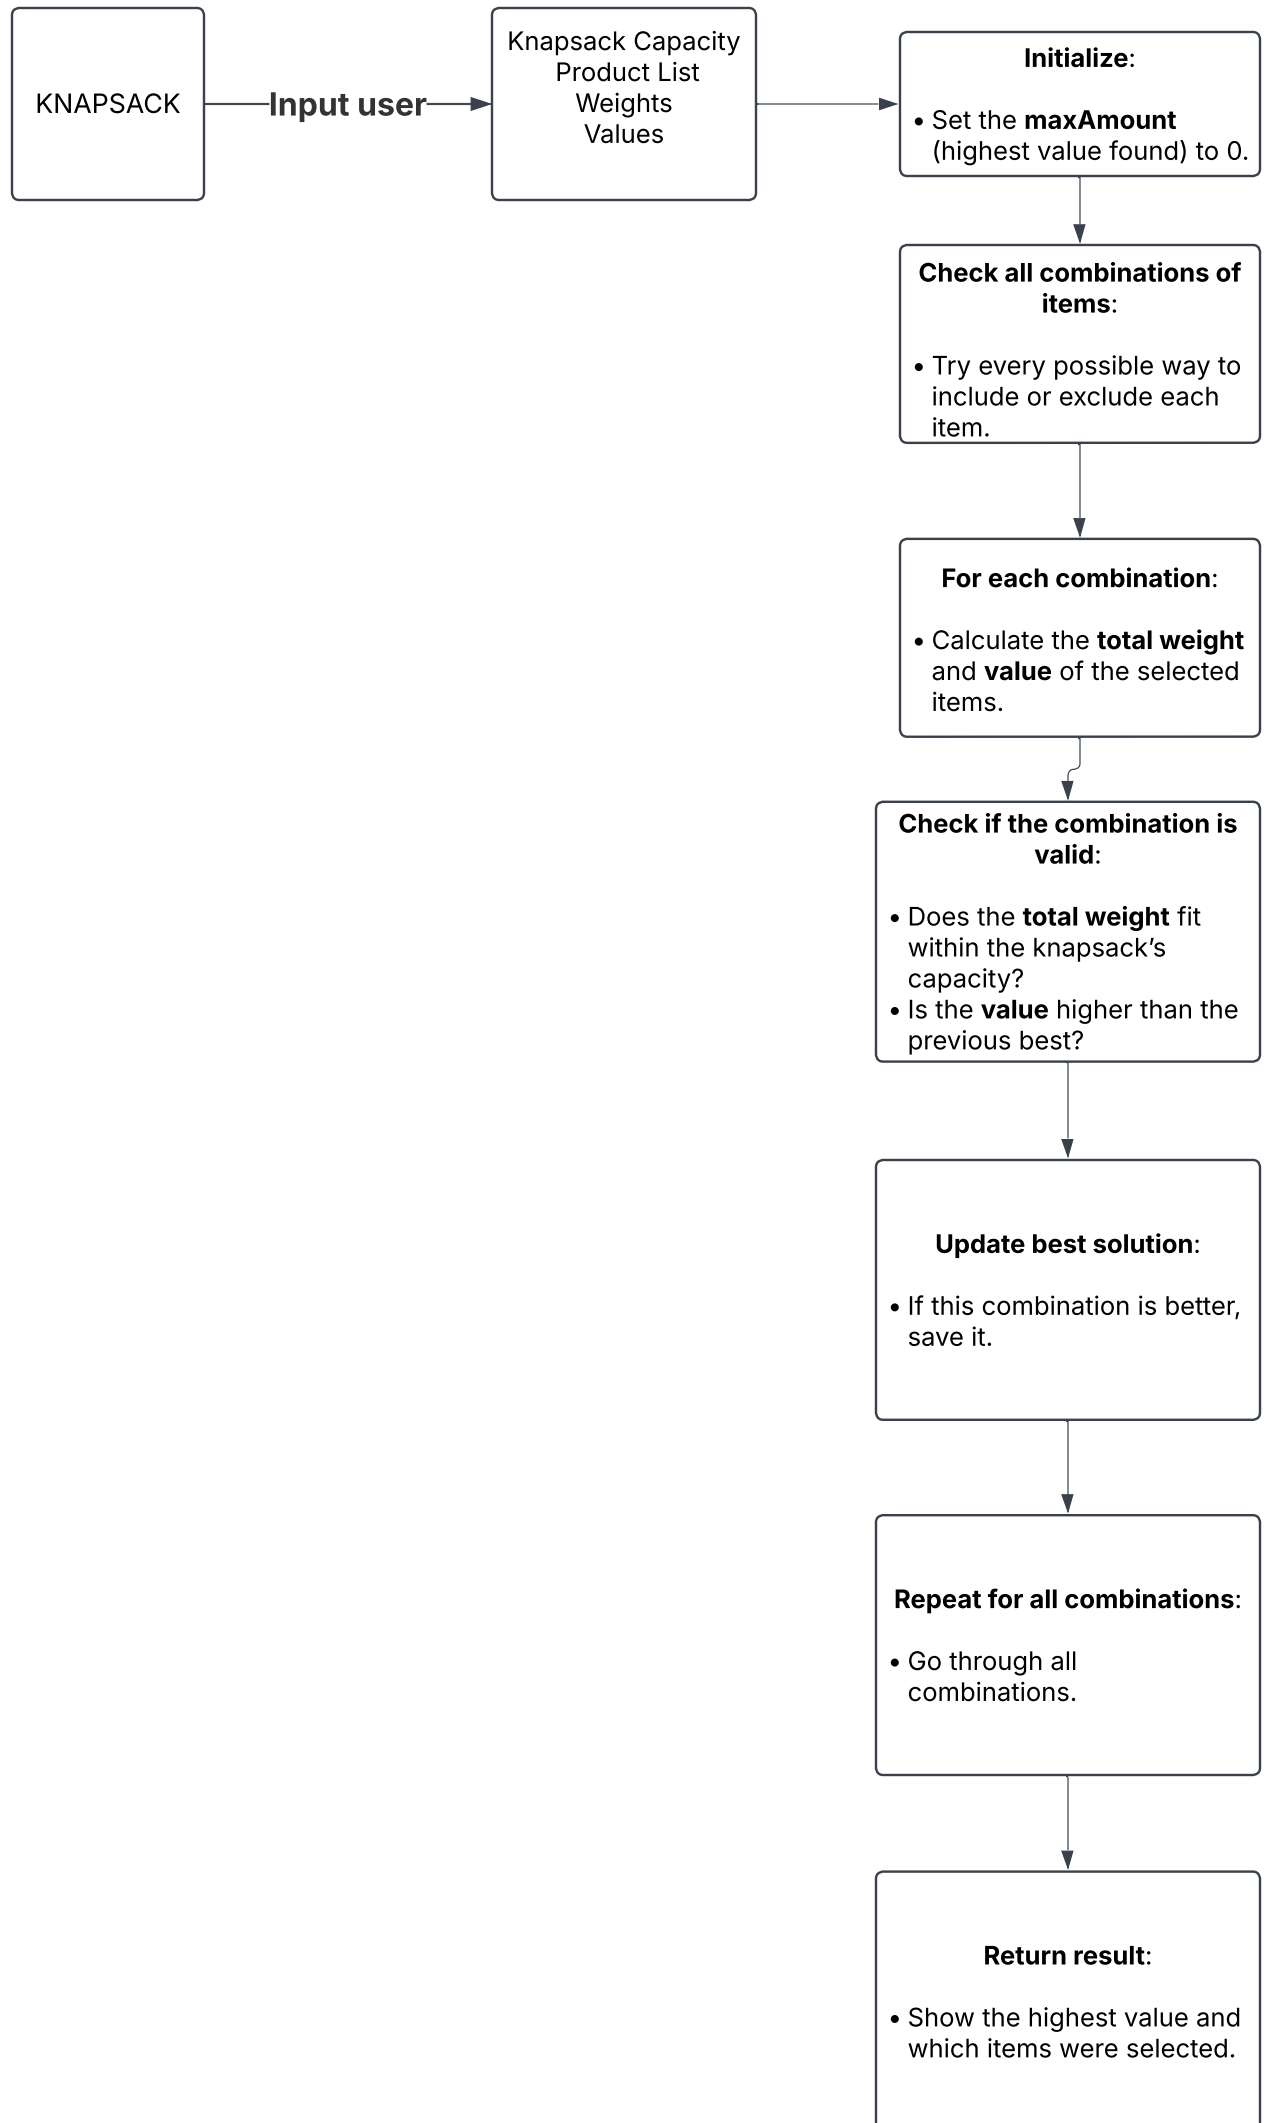 KNAPSACK
Input user
Knapsack Capacity
Product List
Weights
Values
Initialize:
• Set the maxAmount
(highest value found) to 0.
Check all combinations of
items:
• Try every possible way to
include or exclude each
item.
For each combination:
• Calculate the total weight
and value of the selected
items.
Check if the combination is
valid:
• Does the total weight fit
within the knapsack’s
capacity?
• Is the value higher than the
previous best?
Update best solution:
• If this combination is better,
save it.
Repeat for all combinations:
• Go through all
combinations.
Return result:
• Show the highest value and
which items were selected.